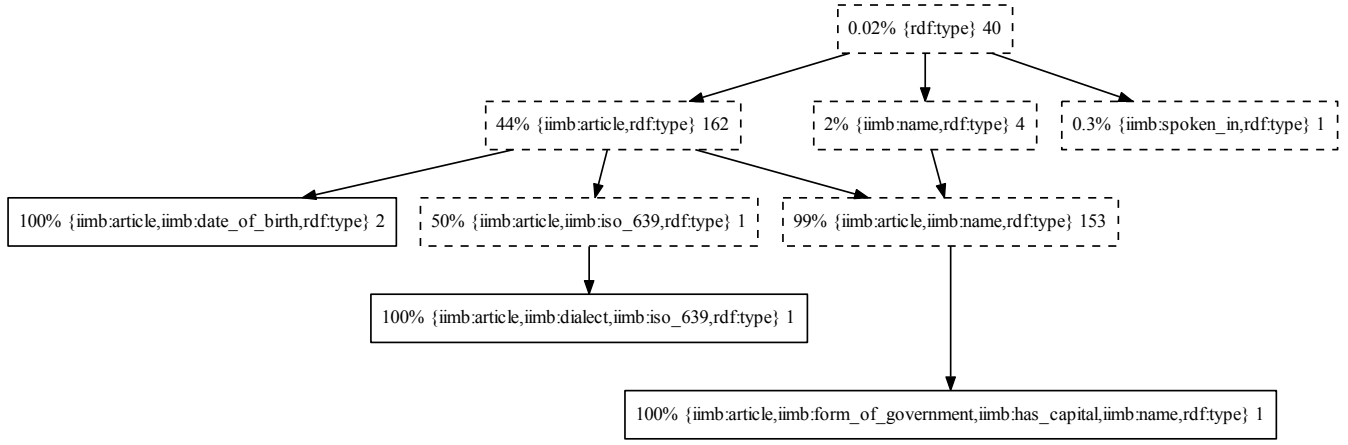 0.02% {rdf:type} 40
44% {iimb:article,rdf:type} 162
2% {iimb:name,rdf:type} 4
0.3% {iimb:spoken_in,rdf:type} 1
100% {iimb:article,iimb:date_of_birth,rdf:type} 2
50% {iimb:article,iimb:iso_639,rdf:type} 1
99% {iimb:article,iimb:name,rdf:type} 153
100% {iimb:article,iimb:dialect,iimb:iso_639,rdf:type} 1
100% {iimb:article,iimb:form_of_government,iimb:has_capital,iimb:name,rdf:type} 1